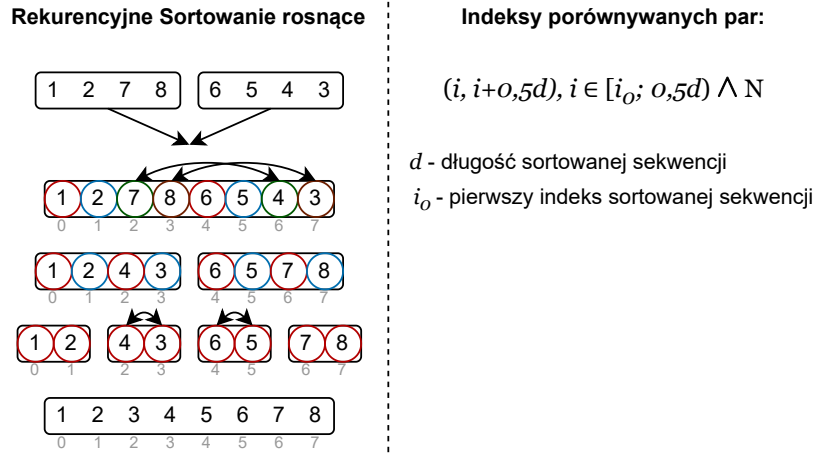 Rekurencyjne Sortowanie rosnące
1 2 7 8 6 5 4 3
1 2 7 8 6 5 4 3
0 1 2 3 4 5 6 7
1 2 4 3 6 5 7 8
0 1 2 3 4 5 6 7
1 2 4 3 6 5 7 8
0 1 2 3 4 5 6 7
1 2 3 4 5 6 7 8
0 1 2 3 4 5 6 7
Indeksy porównywanych par:
(i, i+0,5d), i ∈ [i₀; 0,5d) ∧ N
d - długość sortowanej sekwencji
i₀ - pierwszy indeks sortowanej sekwencji